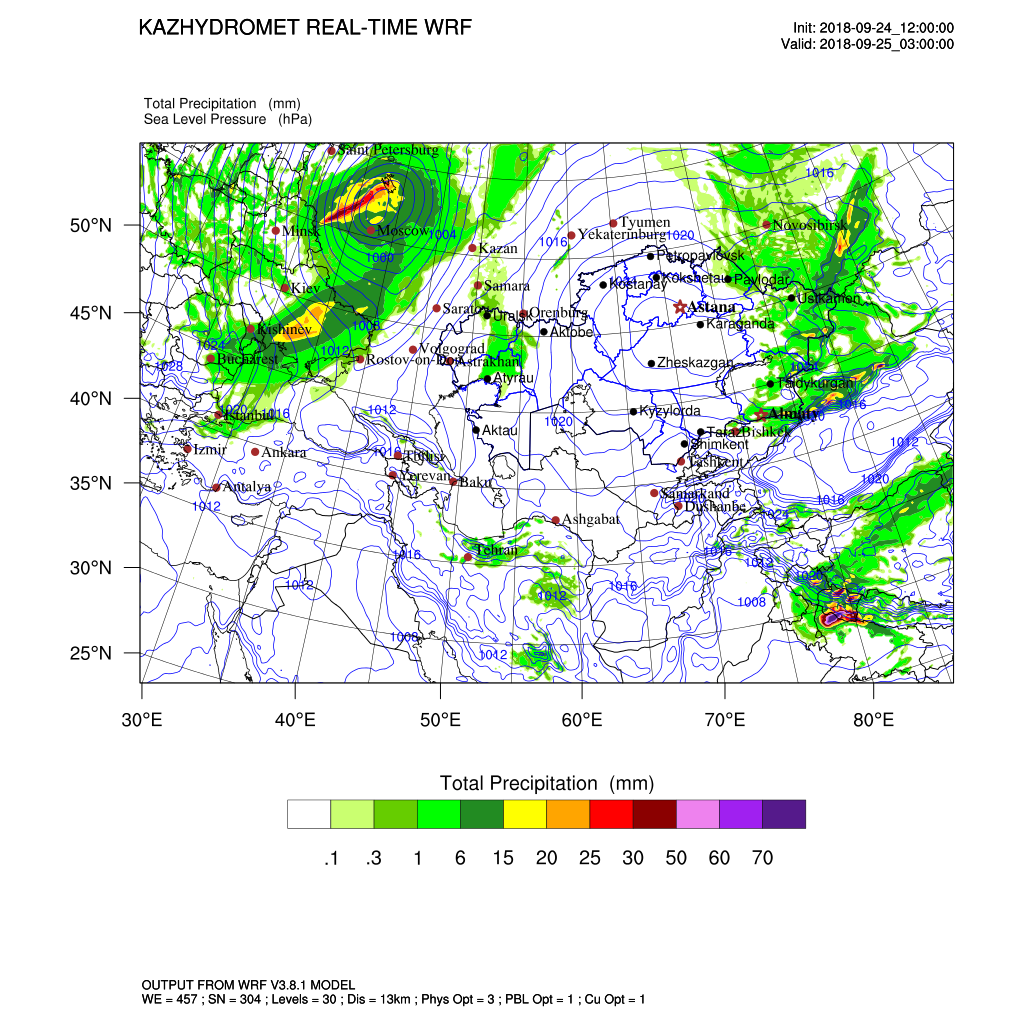 KAZHYDROMET REAL-TIME WRF
Init: 2018-09-24_12:00:00
Valid: 2018-09-25_03:00:00
Total Precipitation (mm)
Sea Level Pressure (hPa)
Saint Petersburg
1016
50°N
Minsk
Moscow
1004
Tyumen
Yekaterinburg
1020
Novosibirsk
1016
Kazan
1000
Petropavlovsk
Kiev
Samara
Kostanay
Kokshetau
Pavlodar
Ustkamen
45°N
Saratov
Uralsk
Orenburg
Astana
1008
Kishinev
Aktobe
Karaganda
1024
1012
Volgograd
Bucharest
Rostov-on-Don
Astrakhan
Zheskazgan
1028
1024
Atyrau
Taldykurgan
40°N
1016
1012
Kyzylorda
1016
Istanbul
Almaty
1020
Aktau
Taraz
Bishkek
Izmir
Ankara
Tbilisi
Shimkent
1012
Tashkent
35°N
Antalya
Yerevan
Baku
1020
1012
Samarkand
1016
Dushanbe
Ashgabat
1024
Tehran
1016
1016
1012
30°N
1020
1012
1012
1016
1008
1008
25°N
1012
30°E 40°E 50°E 60°E 70°E 80°E
Total Precipitation (mm)
.1 .3 1 6 15 20 25 30 50 60 70
OUTPUT FROM WRF V3.8.1 MODEL
WE = 457 ; SN = 304 ; Levels = 30 ; Dis = 13km ; Phys Opt = 3 ; PBL Opt = 1 ; Cu Opt = 1